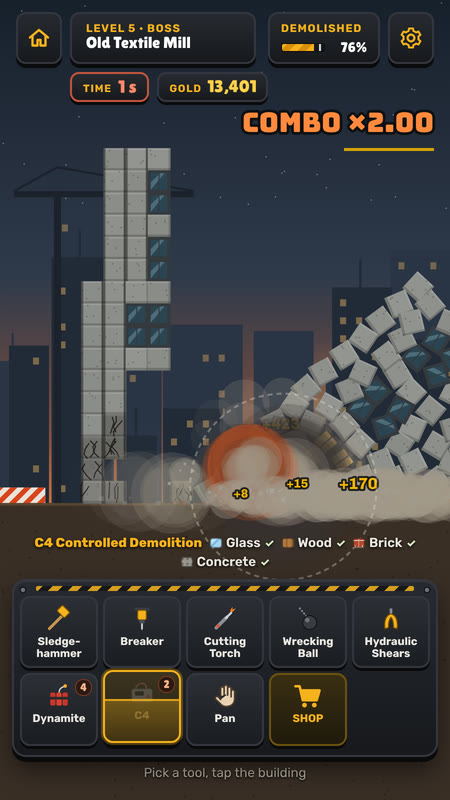 LEVEL 5 • BOSS
Old Textile Mill
DEMOLISHED
76%
TIME 1 s
GOLD 13,401
COMBO ×2.00
+8
+15
+170
C4 Controlled Demolition Glass ✓ Wood ✓ Brick ✓
Concrete ✓
Sledge-
hammer
Breaker
Cutting
Torch
Wrecking
Ball
Hydraulic
Shears
4
Dynamite
2
C4
Pan
SHOP
Pick a tool, tap the building